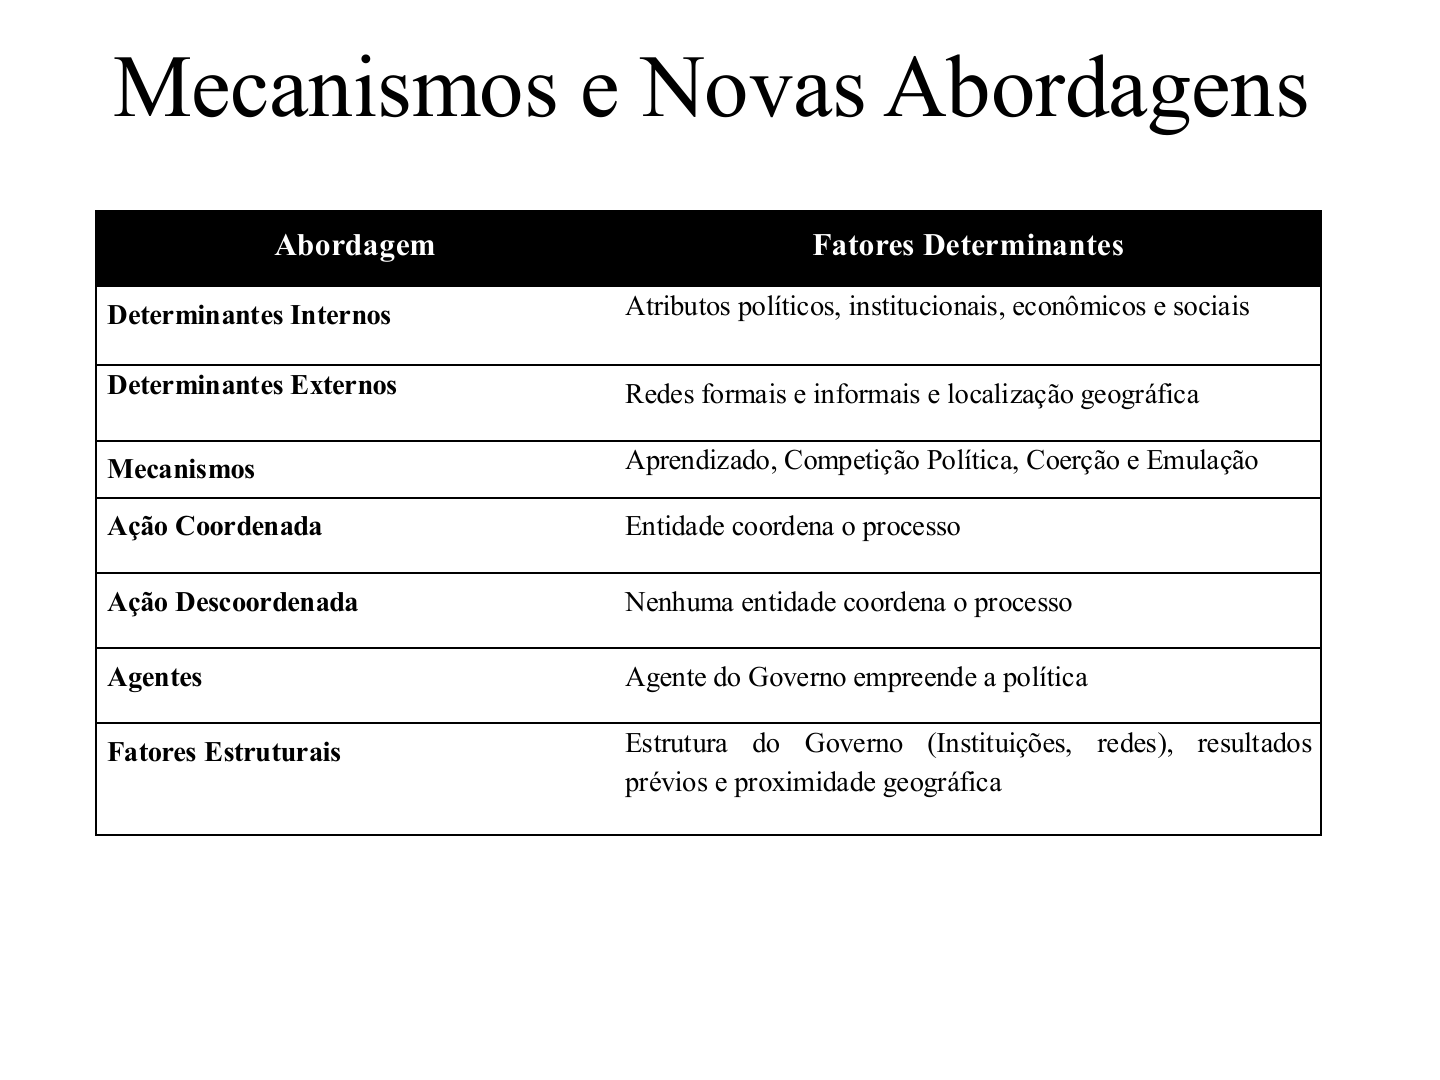 Mecanismos e Novas Abordagens
Abordagem Fatores Determinantes
Determinantes Internos Atributos políticos, institucionais, econômicos e sociais
Determinantes Externos Redes formais e informais e localização geográfica
Mecanismos Aprendizado, Competição Política, Coerção e Emulação
Ação Coordenada Entidade coordena o processo
Ação Descoordenada Nenhuma entidade coordena o processo
Agentes Agente do Governo empreende a política
Fatores Estruturais Estrutura do Governo (Instituições, redes), resultados
prévios e proximidade geográfica